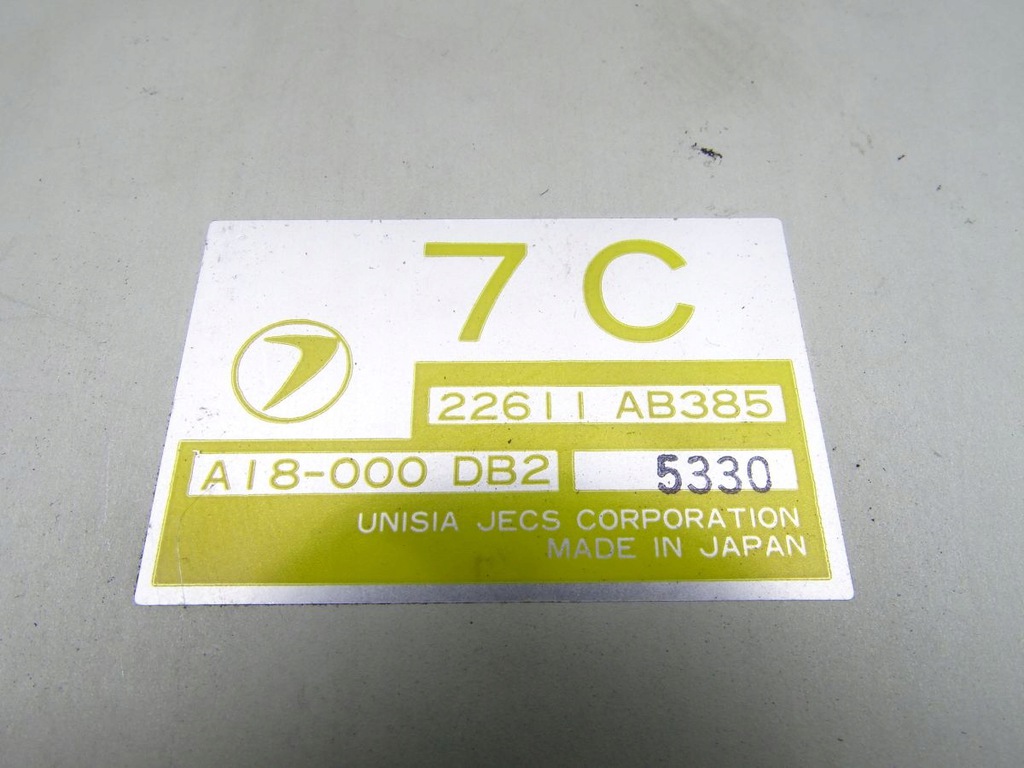 7C
22611 AB385
A18-000 DB2 5330
UNISIA JECS CORPORATION
MADE IN JAPAN